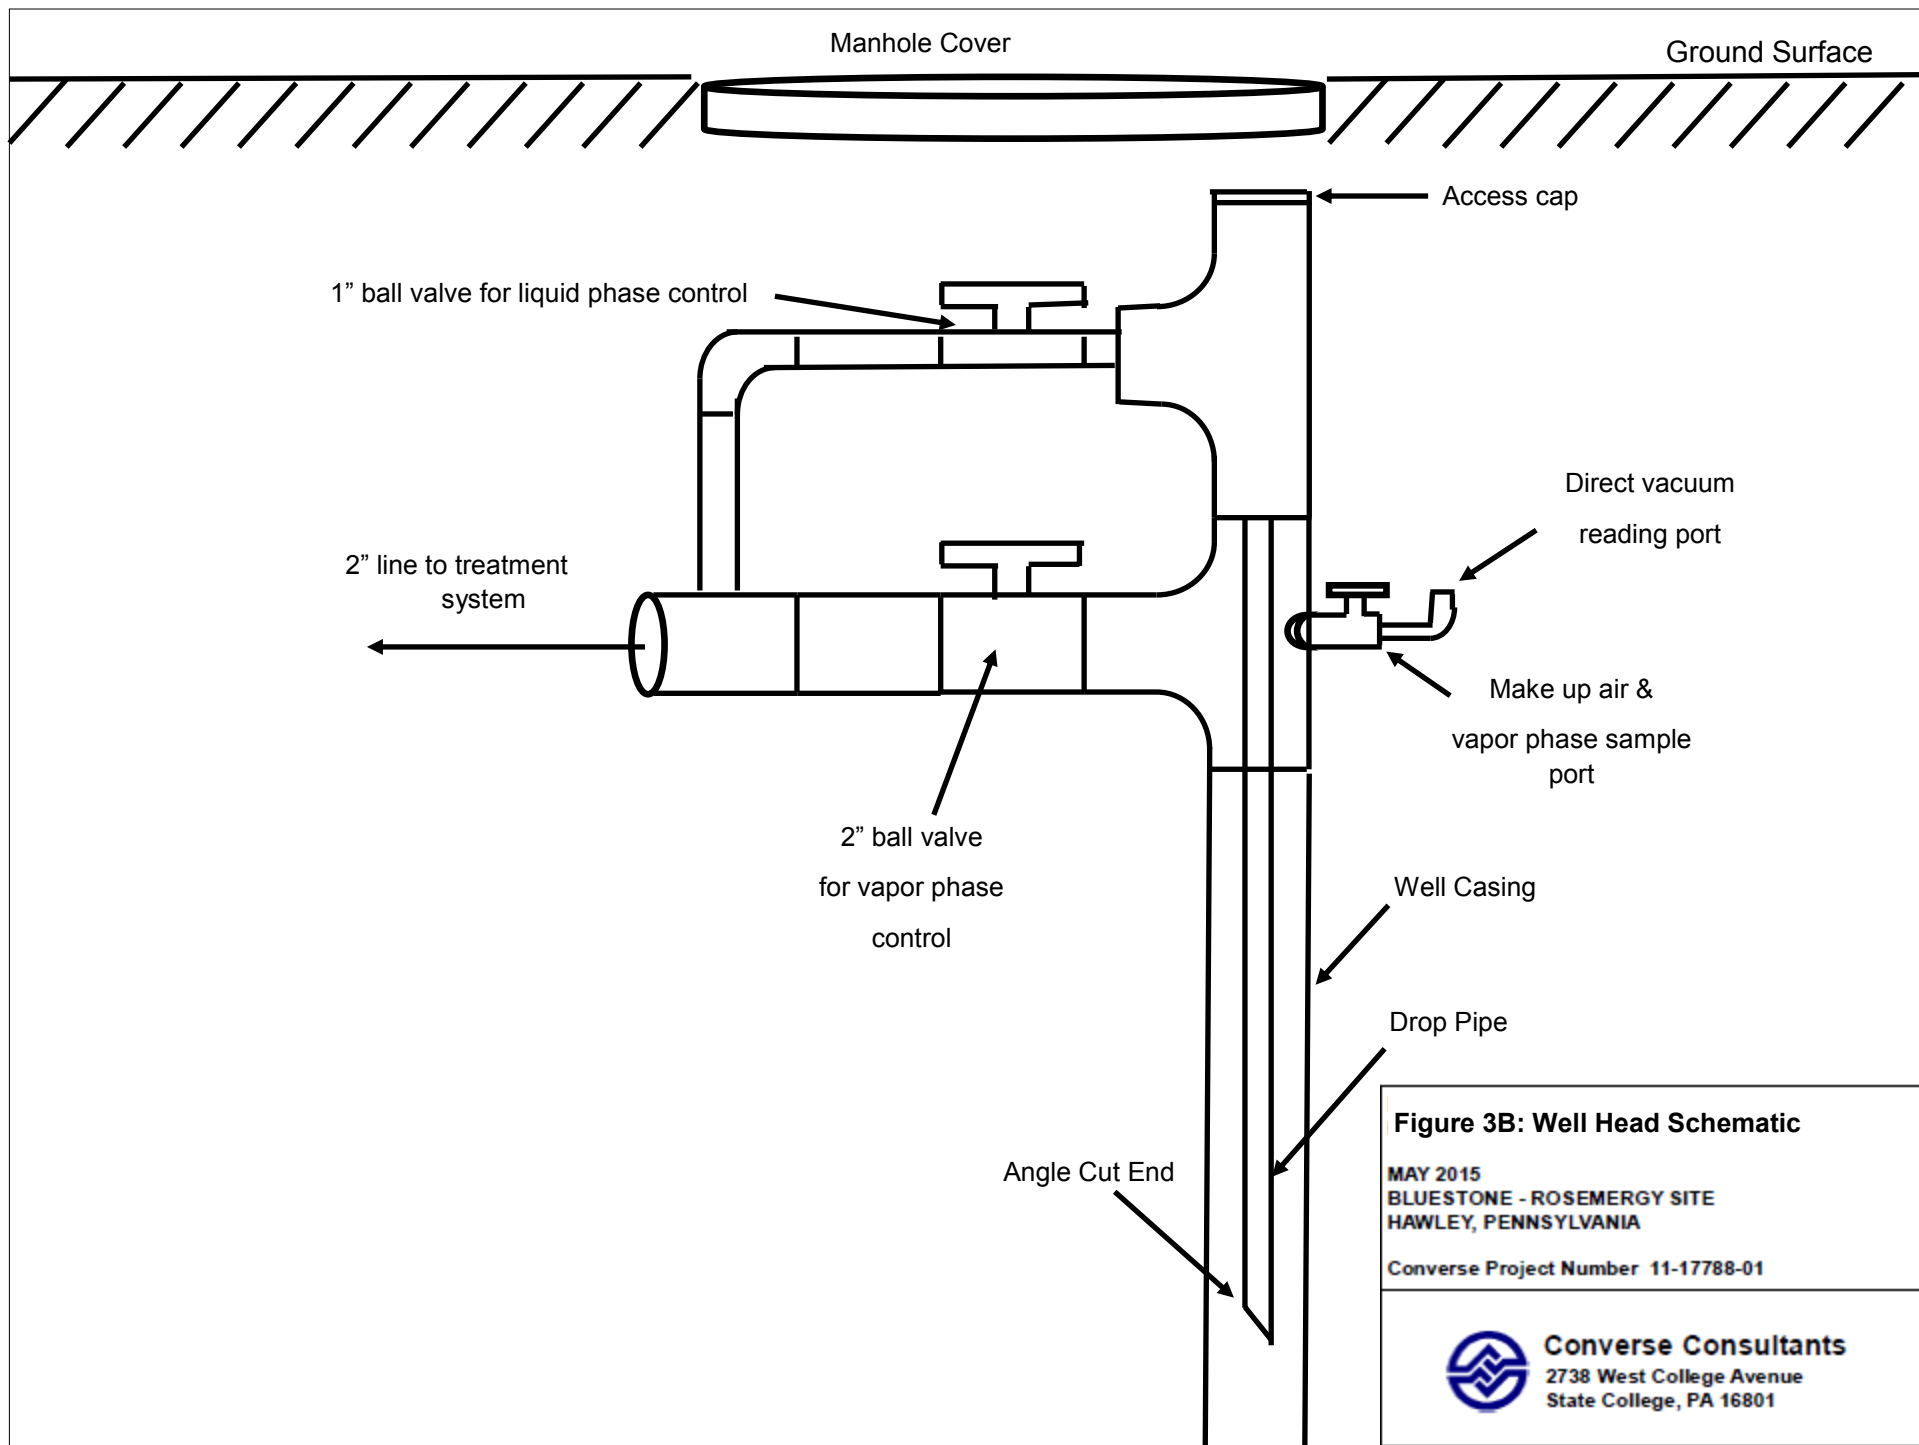 Manhole Cover
Ground Surface
Access cap
1” ball valve for liquid phase control
Direct vacuum
reading port
2” line to treatment
system
Make up air &
vapor phase sample
port
2” ball valve
for vapor phase
control
Well Casing
Drop Pipe
Angle Cut End
Figure 3B: Well Head Schematic
MAY 2015
BLUESTONE - ROSEMERGY SITE
HAWLEY, PENNSYLVANIA
Converse Project Number 11-17788-01
Converse Consultants
2738 West College Avenue
State College, PA 16801